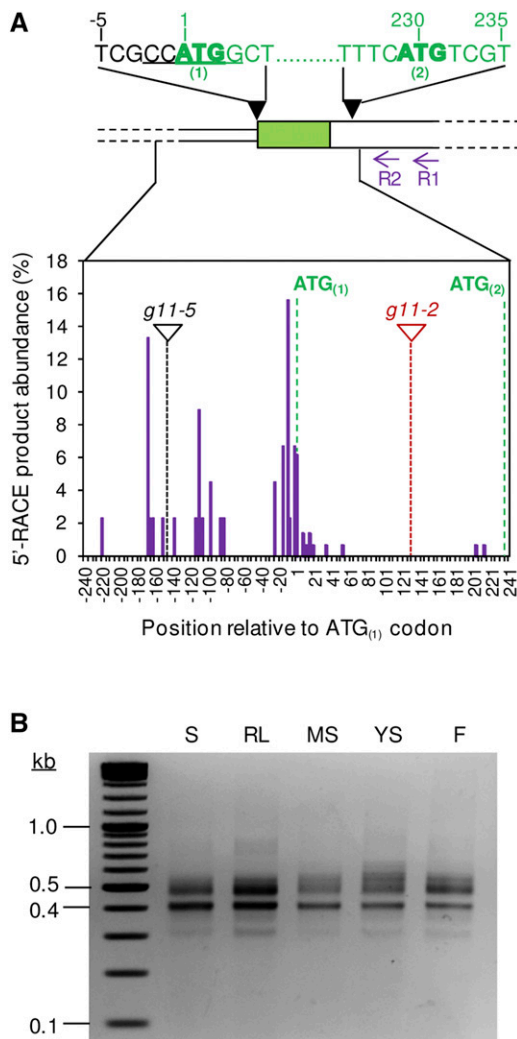 A
-5 1 230 235
TCGCCATGGCT..........TTTCATGTCGT
(1) (2)
R2 R1
5'-RACE product abundance (%)
18
16
14
12
10
8
6
4
2
0
ATG(1) ATG(2)
g11-5 g11-2
-240 -220 -200 -180 -160 -140 -120 -100 -80 -60 -40 -20 1 21 41 61 81 101 121 141 161 181 201 221 241
Position relative to ATG(1) codon
B
kb S RL MS YS F
1.0
0.5
0.4
0.1